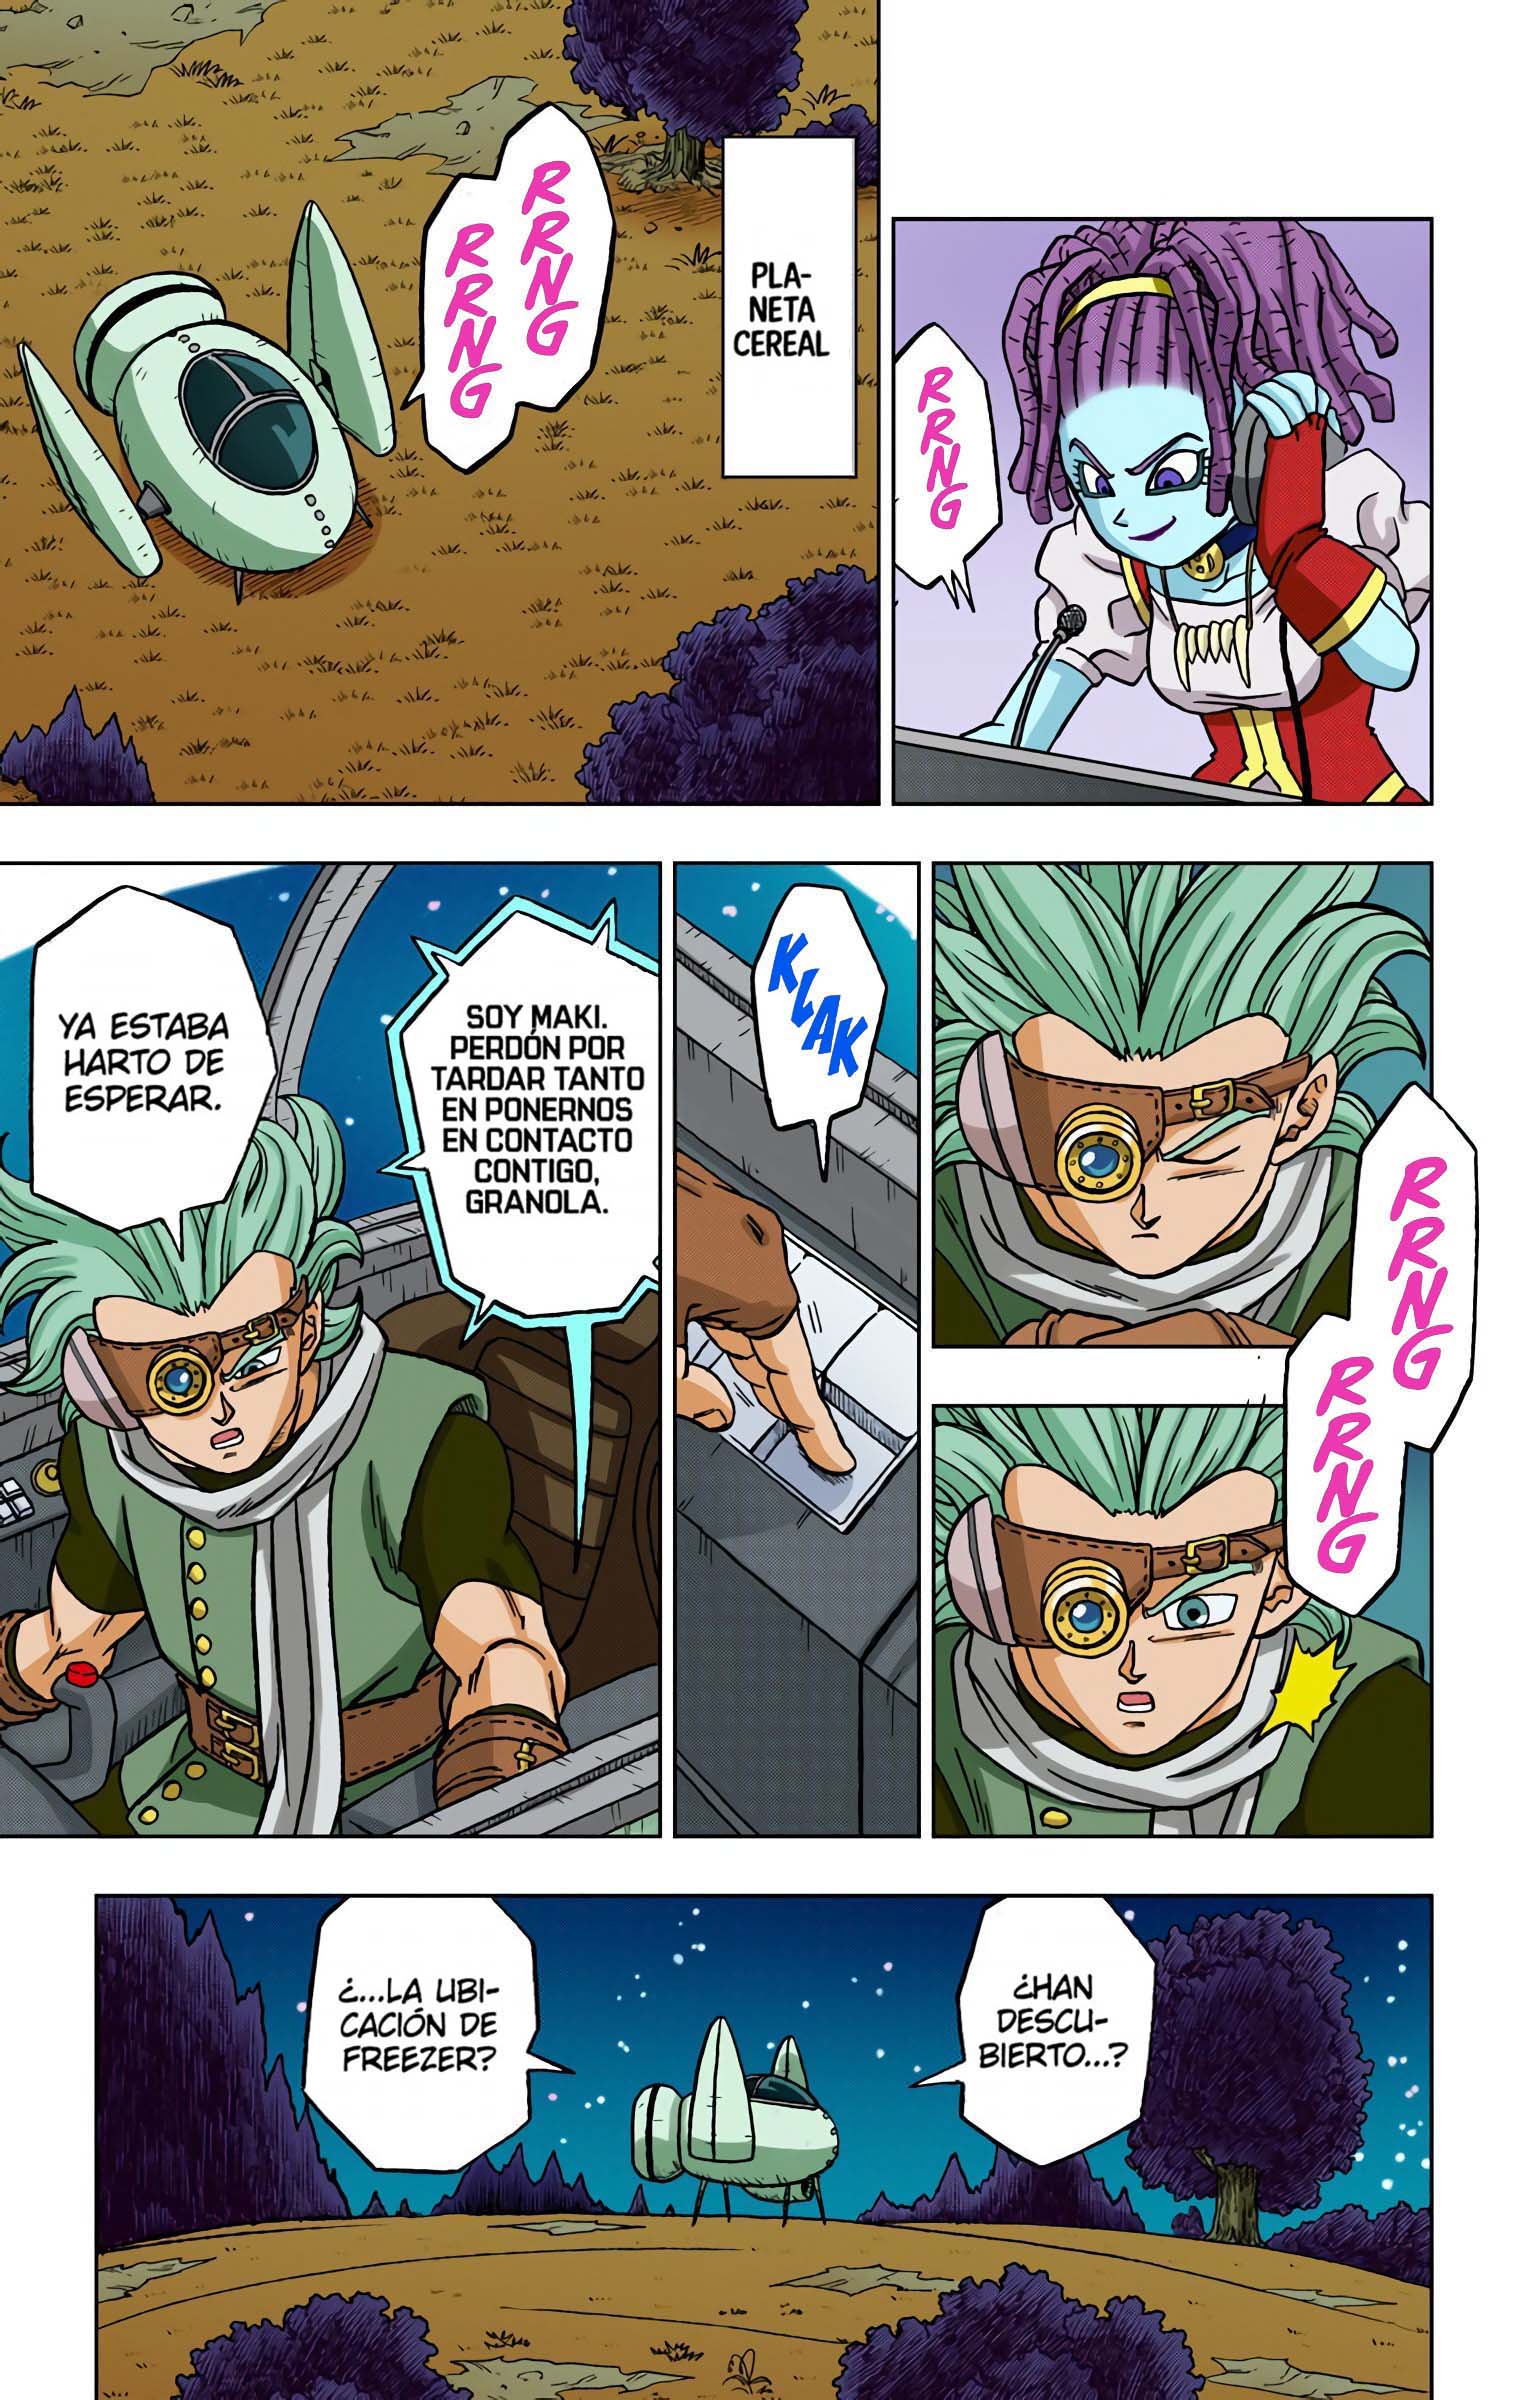 RRNG
PLA-
NETA
CEREAL
RRNG
RRNG
RRNG
RRNG
KLAK
SOY MAKI.
PERDÓN POR
TARDAR TANTO
EN PONERNOS
EN CONTACTO
CONTIGO,
GRANOLA.
YA ESTABA
HARTO DE
ESPERAR.
¿HAN
DESCU-
BIERTO...?
¿...LA UBI-
CACIÓN DE
FREEZER?